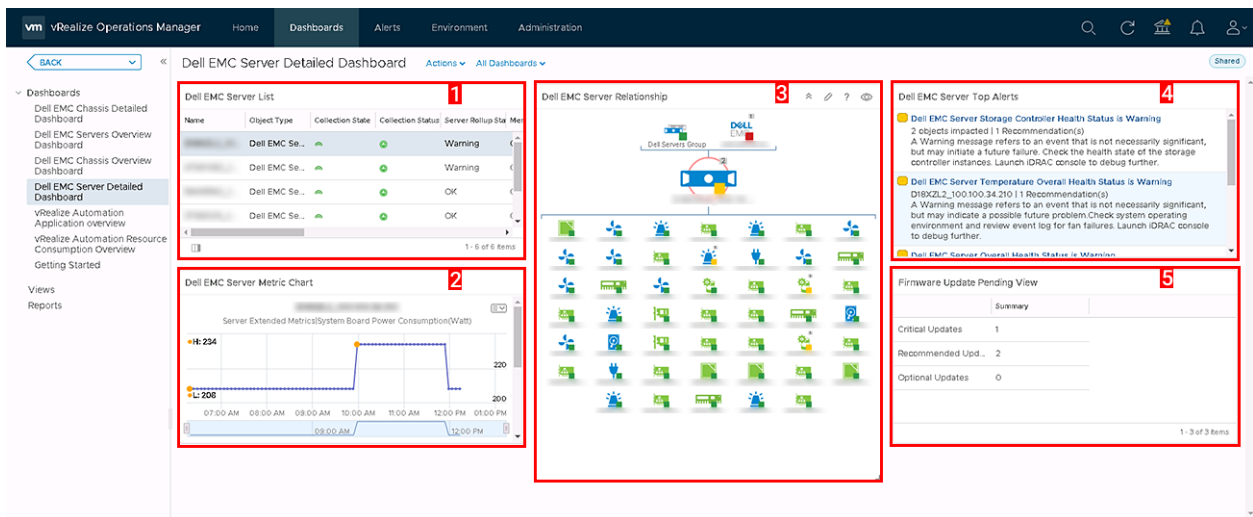 vm vRealize Operations Manager Home Dashboards Alerts Environment Administration
BACK
Dell EMC Server Detailed Dashboard Actions All Dashboards Shared
Dashboards
Dell EMC Chassis Detailed
Dashboard
Dell EMC Servers Overview
Dashboard
Dell EMC Chassis Overview
Dashboard
Dell EMC Server Detailed
Dashboard
vRealize Automation
Application overview
vRealize Automation Resource
Consumption Overview
Getting Started
Views
Reports
Dell EMC Server List 1
Name Object Type Collection State Collection Status Server Rollup Sta Mer
Dell EMC Se... Warning
Dell EMC Se... Warning
Dell EMC Se... OK
Dell EMC Se... OK
1 - 6 of 6 items
Dell EMC Server Metric Chart 2
Server Extended Metrics|System Board Power Consumption(Watt)
H: 234
220
L: 208
200
07:00 AM 08:00 AM 09:00 AM 10:00 AM 11:00 AM 12:00 PM 01:00 PM
09:00 AM 12:00 PM
Dell EMC Server Relationship 3 ?
DELL
EMC
Dell Servers Group
2
Dell EMC Server Top Alerts 4
Dell EMC Server Storage Controller Health Status is Warning
2 objects impacted | 1 Recommendation(s)
A Warning message refers to an event that is not necessarily significant,
but may initiate a future failure. Check the health state of the storage
controller instances. Launch iDRAC console to debug further.
Dell EMC Server Temperature Overall Health Status is Warning
D18XZL2_100.100.34.210 | 1 Recommendation(s)
A Warning message refers to an event that is not necessarily significant,
but may indicate a possible future problem.Check system operating
environment and review event log for fan failures. Launch iDRAC console
to debug further.
Dell EMC Server Overall Health Status is Warning
Firmware Update Pending View 5
Summary
Critical Updates 1
Recommended Upd... 2
Optional Updates 0
1 - 3 of 3 items